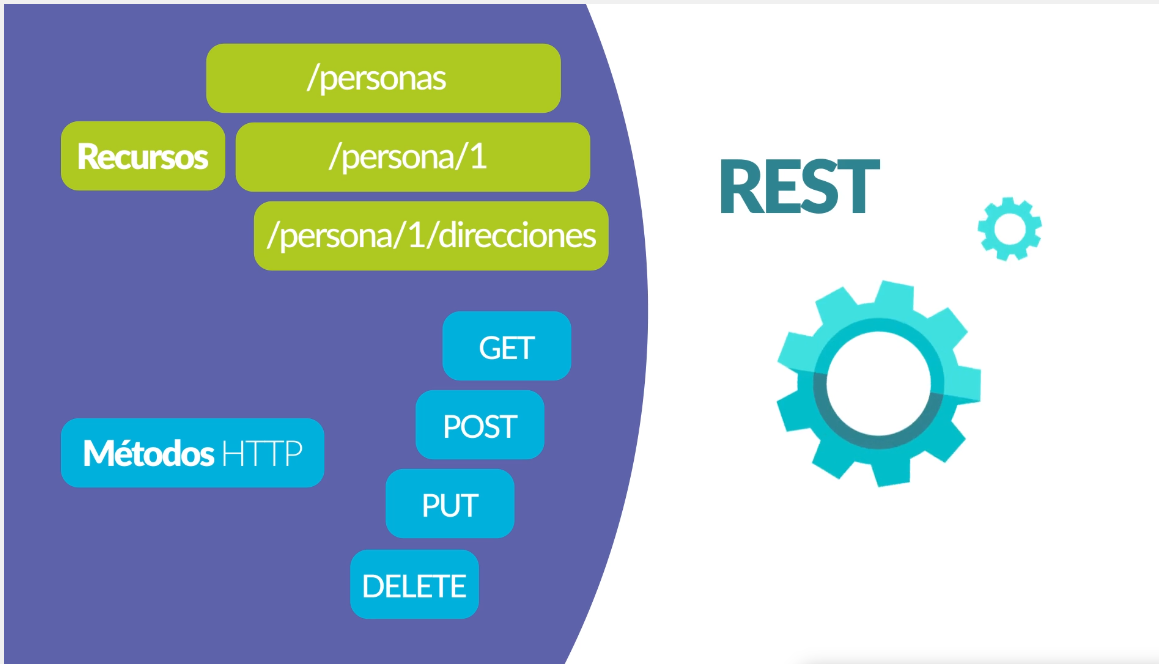 /personas
Recursos
/persona/1
/persona/1/direcciones
GET
POST
Métodos HTTP
PUT
DELETE
REST